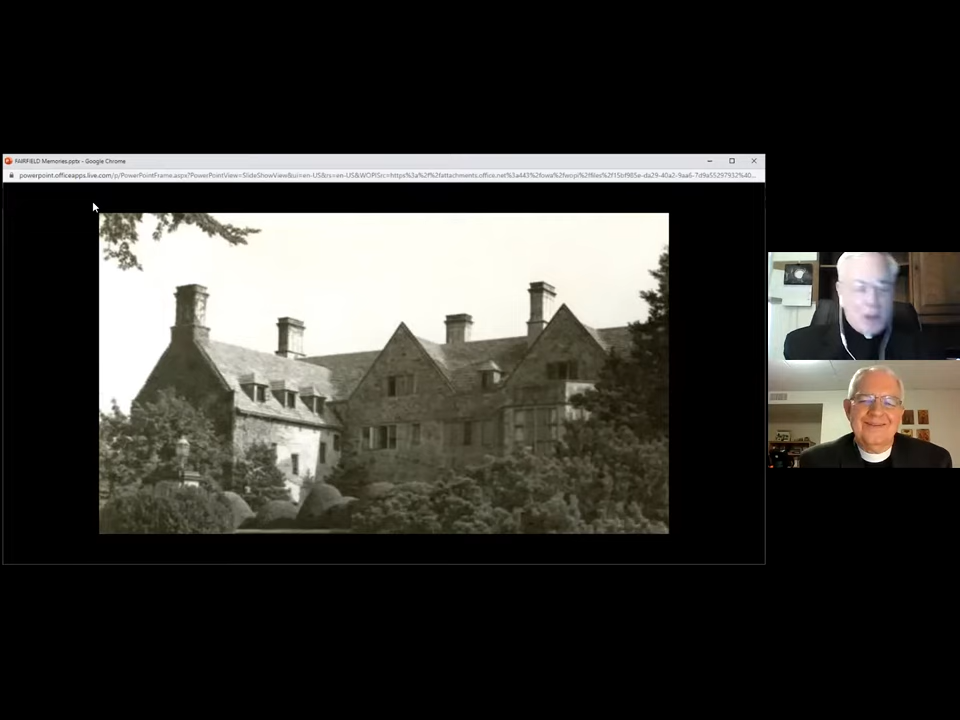 FAIRFIELD Memories.pptx - Google Chrome
powerpoint.officeapps.live.com/p/PowerPointFrame.aspx?PowerPointView=SlideShowView&ui=en-US&rs=en-US&WOPISrc=https%3a%2f%2fattachments.office.net%3a443%2fowa%2fwopi%2ffiles%2f15bf985e-da29-40a2-9aa6-7d9a55297932%40...